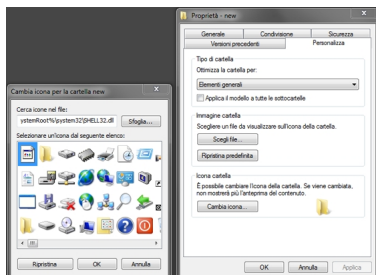 Cambia icona per la cartella new
Cerca icone nel file:
ystemRoot%\system32\SHELL32.dll
Sfoglia...
Selezionare un'icona dal seguente elenco:
Ripristina
OK
Annulla
Proprietà - new
Generale
Condivisione
Sicurezza
Versioni precedenti
Personalizza
Tipo di cartella
Ottimizza la cartella per:
Elementi generali
Applica il modello a tutte le sottocartelle
Immagine cartella
Scegliere un file da visualizzare sull'icona della cartella.
Scegli file...
Ripristina predefinita
Icona cartella
È possibile cambiare l'icona della cartella. Se viene cambiata,
non mostrerà più l'anteprima del contenuto.
Cambia icona...
OK
Annulla
Applica